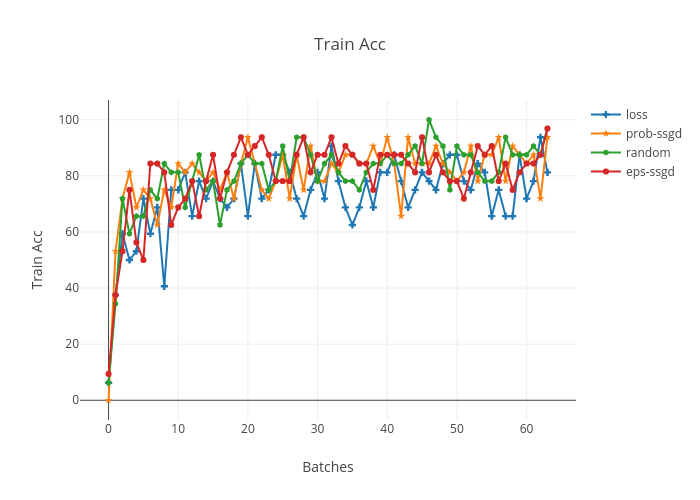 Train Acc
loss
prob-ssgd
random
eps-ssgd
Train Acc
100
80
60
40
20
0
0 10 20 30 40 50 60
Batches